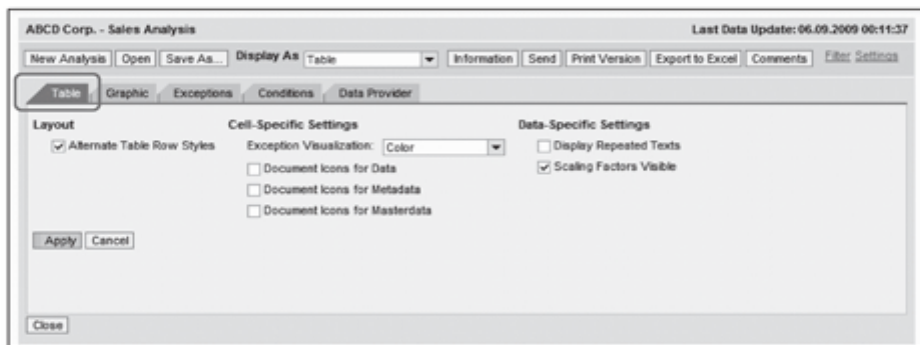 ABCD Corp. - Sales Analysis Last Data Update: 06.09.2009 00:11:37
New Analysis Open Save As... Display As Table Information Send Print Version Export to Excel Comments Filter Settings
Table Graphic Exceptions Conditions Data Provider
Layout Cell-Specific Settings Data-Specific Settings
Alternate Table Row Styles Exception Visualization: Color Display Repeated Texts
Document Icons for Data Scaling Factors Visible
Document Icons for Metadata
Document Icons for Masterdata
Apply Cancel
Close